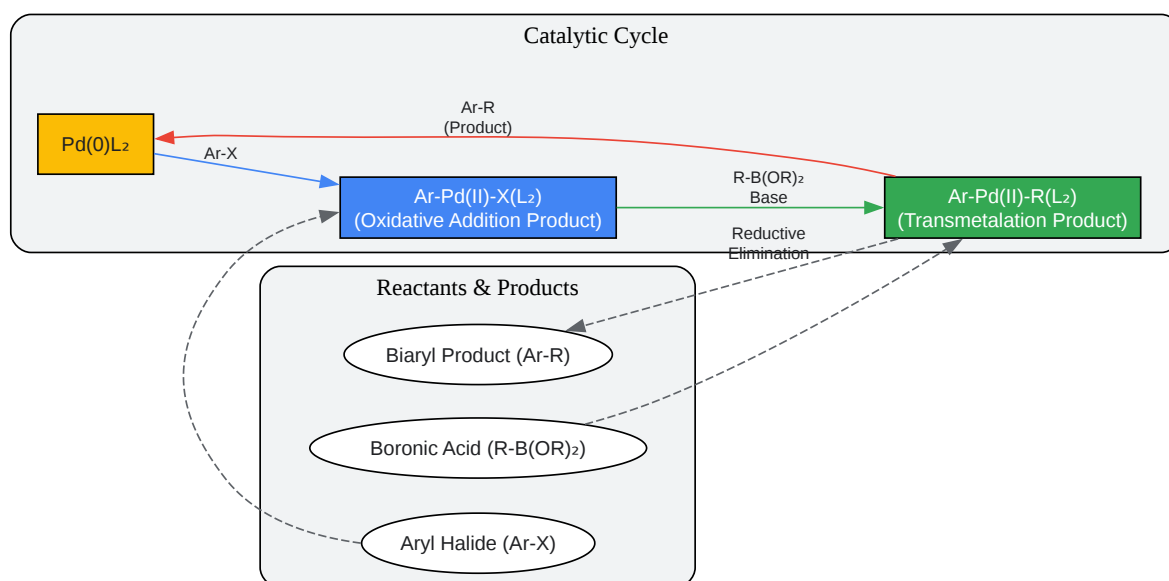 Catalytic Cycle
Ar-R
(Product)
Pd(0)L₂
Ar-X
Ar-Pd(II)-X(L₂)
(Oxidative Addition Product)
R-B(OR)₂
Base
Ar-Pd(II)-R(L₂)
(Transmetalation Product)
Reductive
Elimination
Reactants & Products
Biaryl Product (Ar-R)
Boronic Acid (R-B(OR)₂)
Aryl Halide (Ar-X)